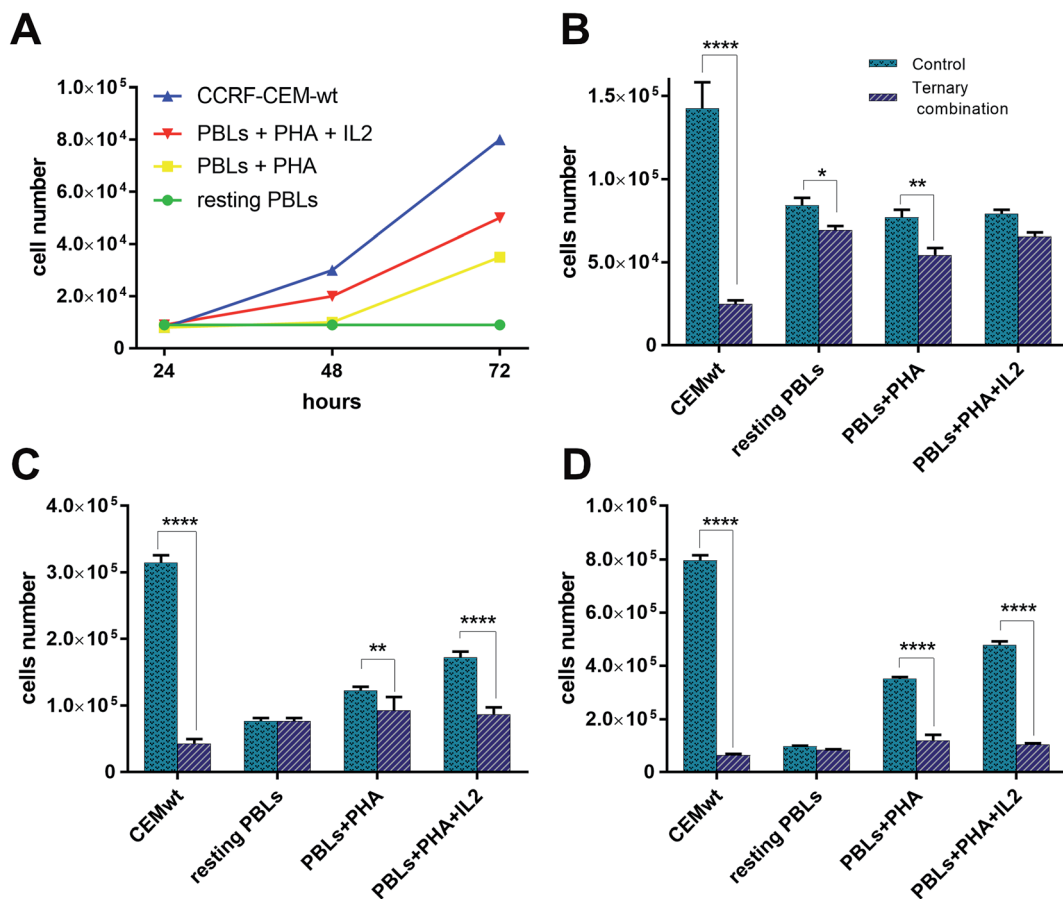 A
1.0×10⁵
8.0×10⁴
6.0×10⁴
4.0×10⁴
2.0×10⁴
0
cell number
CCRF-CEM-wt
PBLs + PHA + IL2
PBLs + PHA
resting PBLs
24 48 72
hours
B
1.5×10⁵
1.0×10⁵
5.0×10⁴
0
cells number
****
*
**
Control
Ternary
combination
CEMwt
resting PBLs
PBLs+PHA
PBLs+PHA+IL2
C
4.0×10⁵
3.0×10⁵
2.0×10⁵
1.0×10⁵
0
cells number
****
**
****
CEMwt
resting PBLs
PBLs+PHA
PBLs+PHA+IL2
D
1.0×10⁶
8.0×10⁵
6.0×10⁵
4.0×10⁵
2.0×10⁵
0
cells number
****
****
****
CEMwt
resting PBLs
PBLs+PHA
PBLs+PHA+IL2